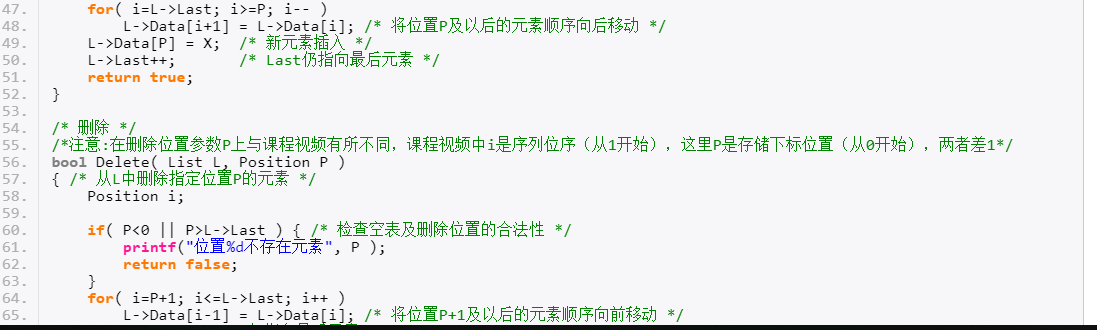 47.     for( i=L->Last; i>=P; i-- )
48.         L->Data[i+1] = L->Data[i]; /* 将位置P及以后的元素顺序向后移动 */
49.     L->Data[P] = X;  /* 新元素插入 */
50.     L->Last++;       /* Last仍指向最后元素 */
51.     return true;
52. }
53.
54. /* 删除 */
55. /*注意:在删除位置参数P上与课程视频有所不同，课程视频中i是序列位序（从1开始），这里P是存储下标位置（从0开始），两者差1*/
56. bool Delete( List L, Position P )
57. { /* 从L中删除指定位置P的元素 */
58.     Position i;
59.
60.     if( P<0 || P>L->Last ) { /* 检查空表及删除位置的合法性 */
61.         printf("位置%d不存在元素", P );
62.         return false;
63.     }
64.     for( i=P+1; i<=L->Last; i++ )
65.         L->Data[i-1] = L->Data[i]; /* 将位置P+1及以后的元素顺序向前移动 */